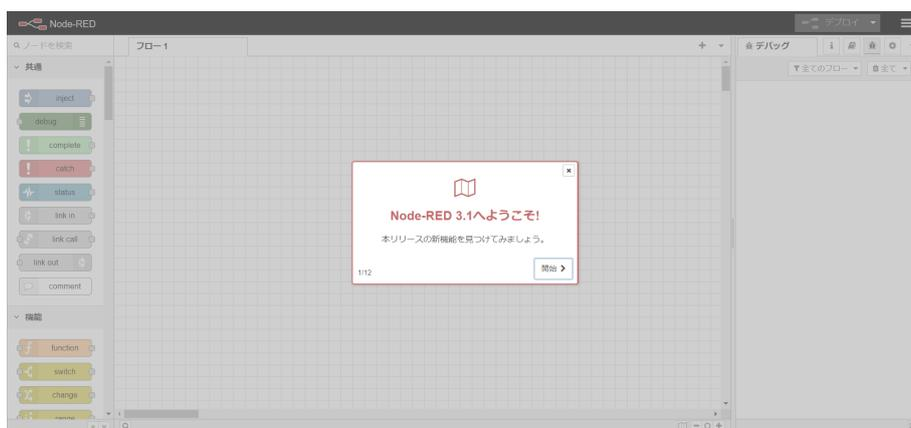 Node-RED
デプロイ
ノードを検索
フロー 1
デバッグ
共通
全てのフロー
全て
inject
debug
complete
catch
status
link in
link call
link out
comment
機能
function
switch
change
range
Node-RED 3.1へようこそ!
本リリースの新機能を見つけてみましょう。
1/12
開始